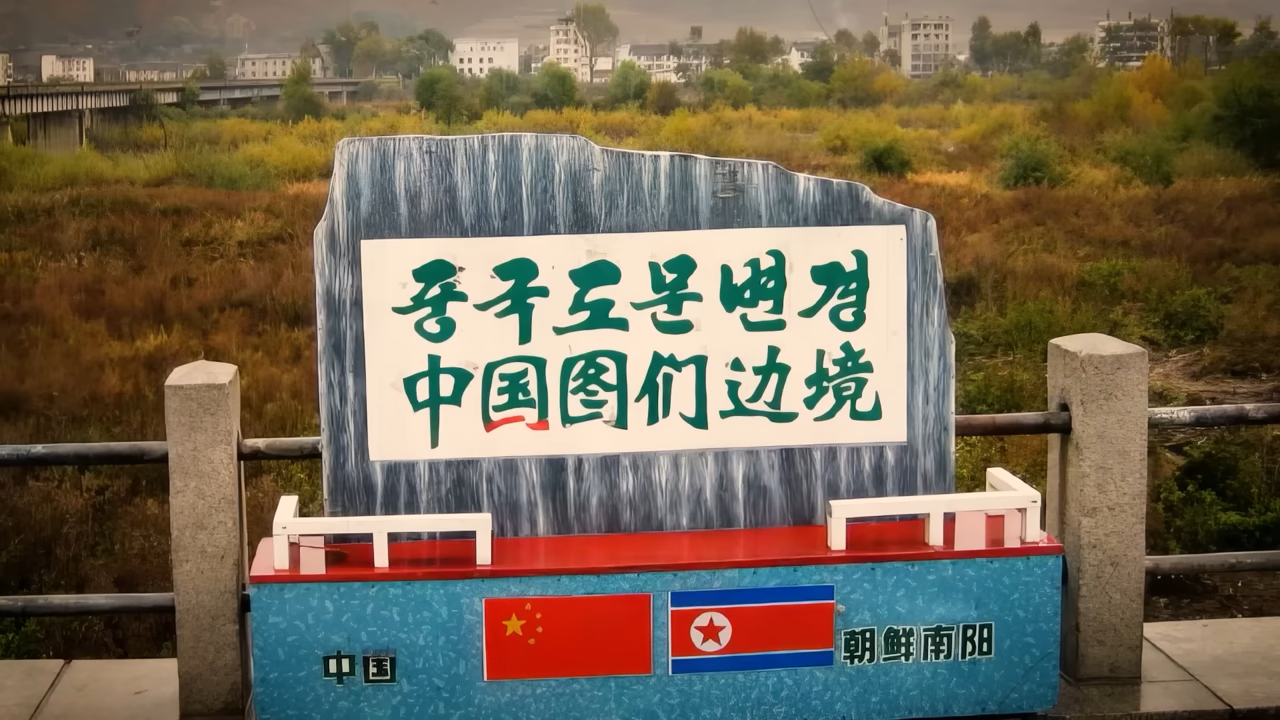 중국도문변경
中国图们边境
中国
朝鲜南阳